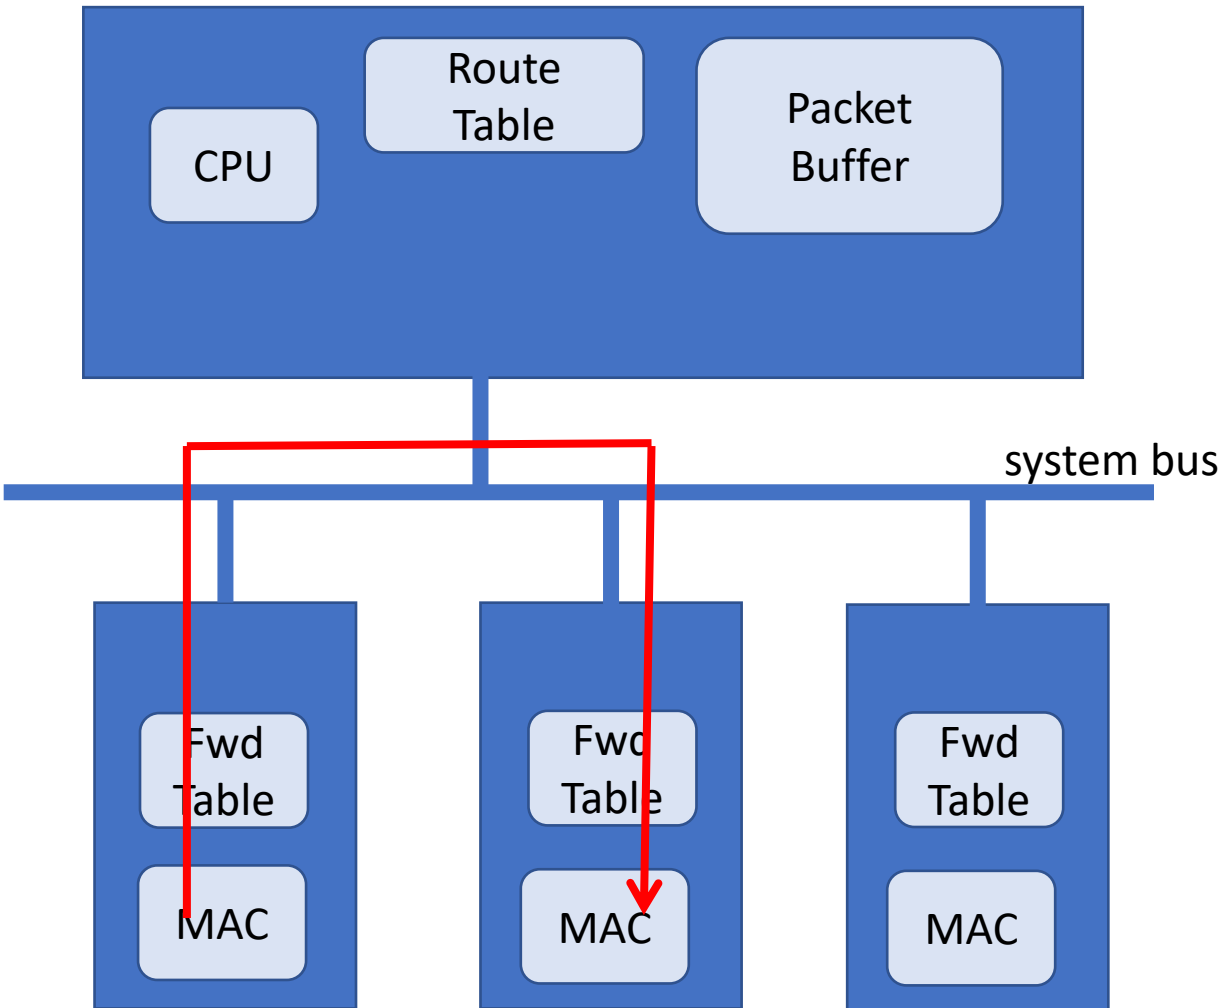 Route
Table
Packet
Buffer
CPU
system bus
Fwd
Table
MAC
Fwd
Table
MAC
Fwd
Table
MAC